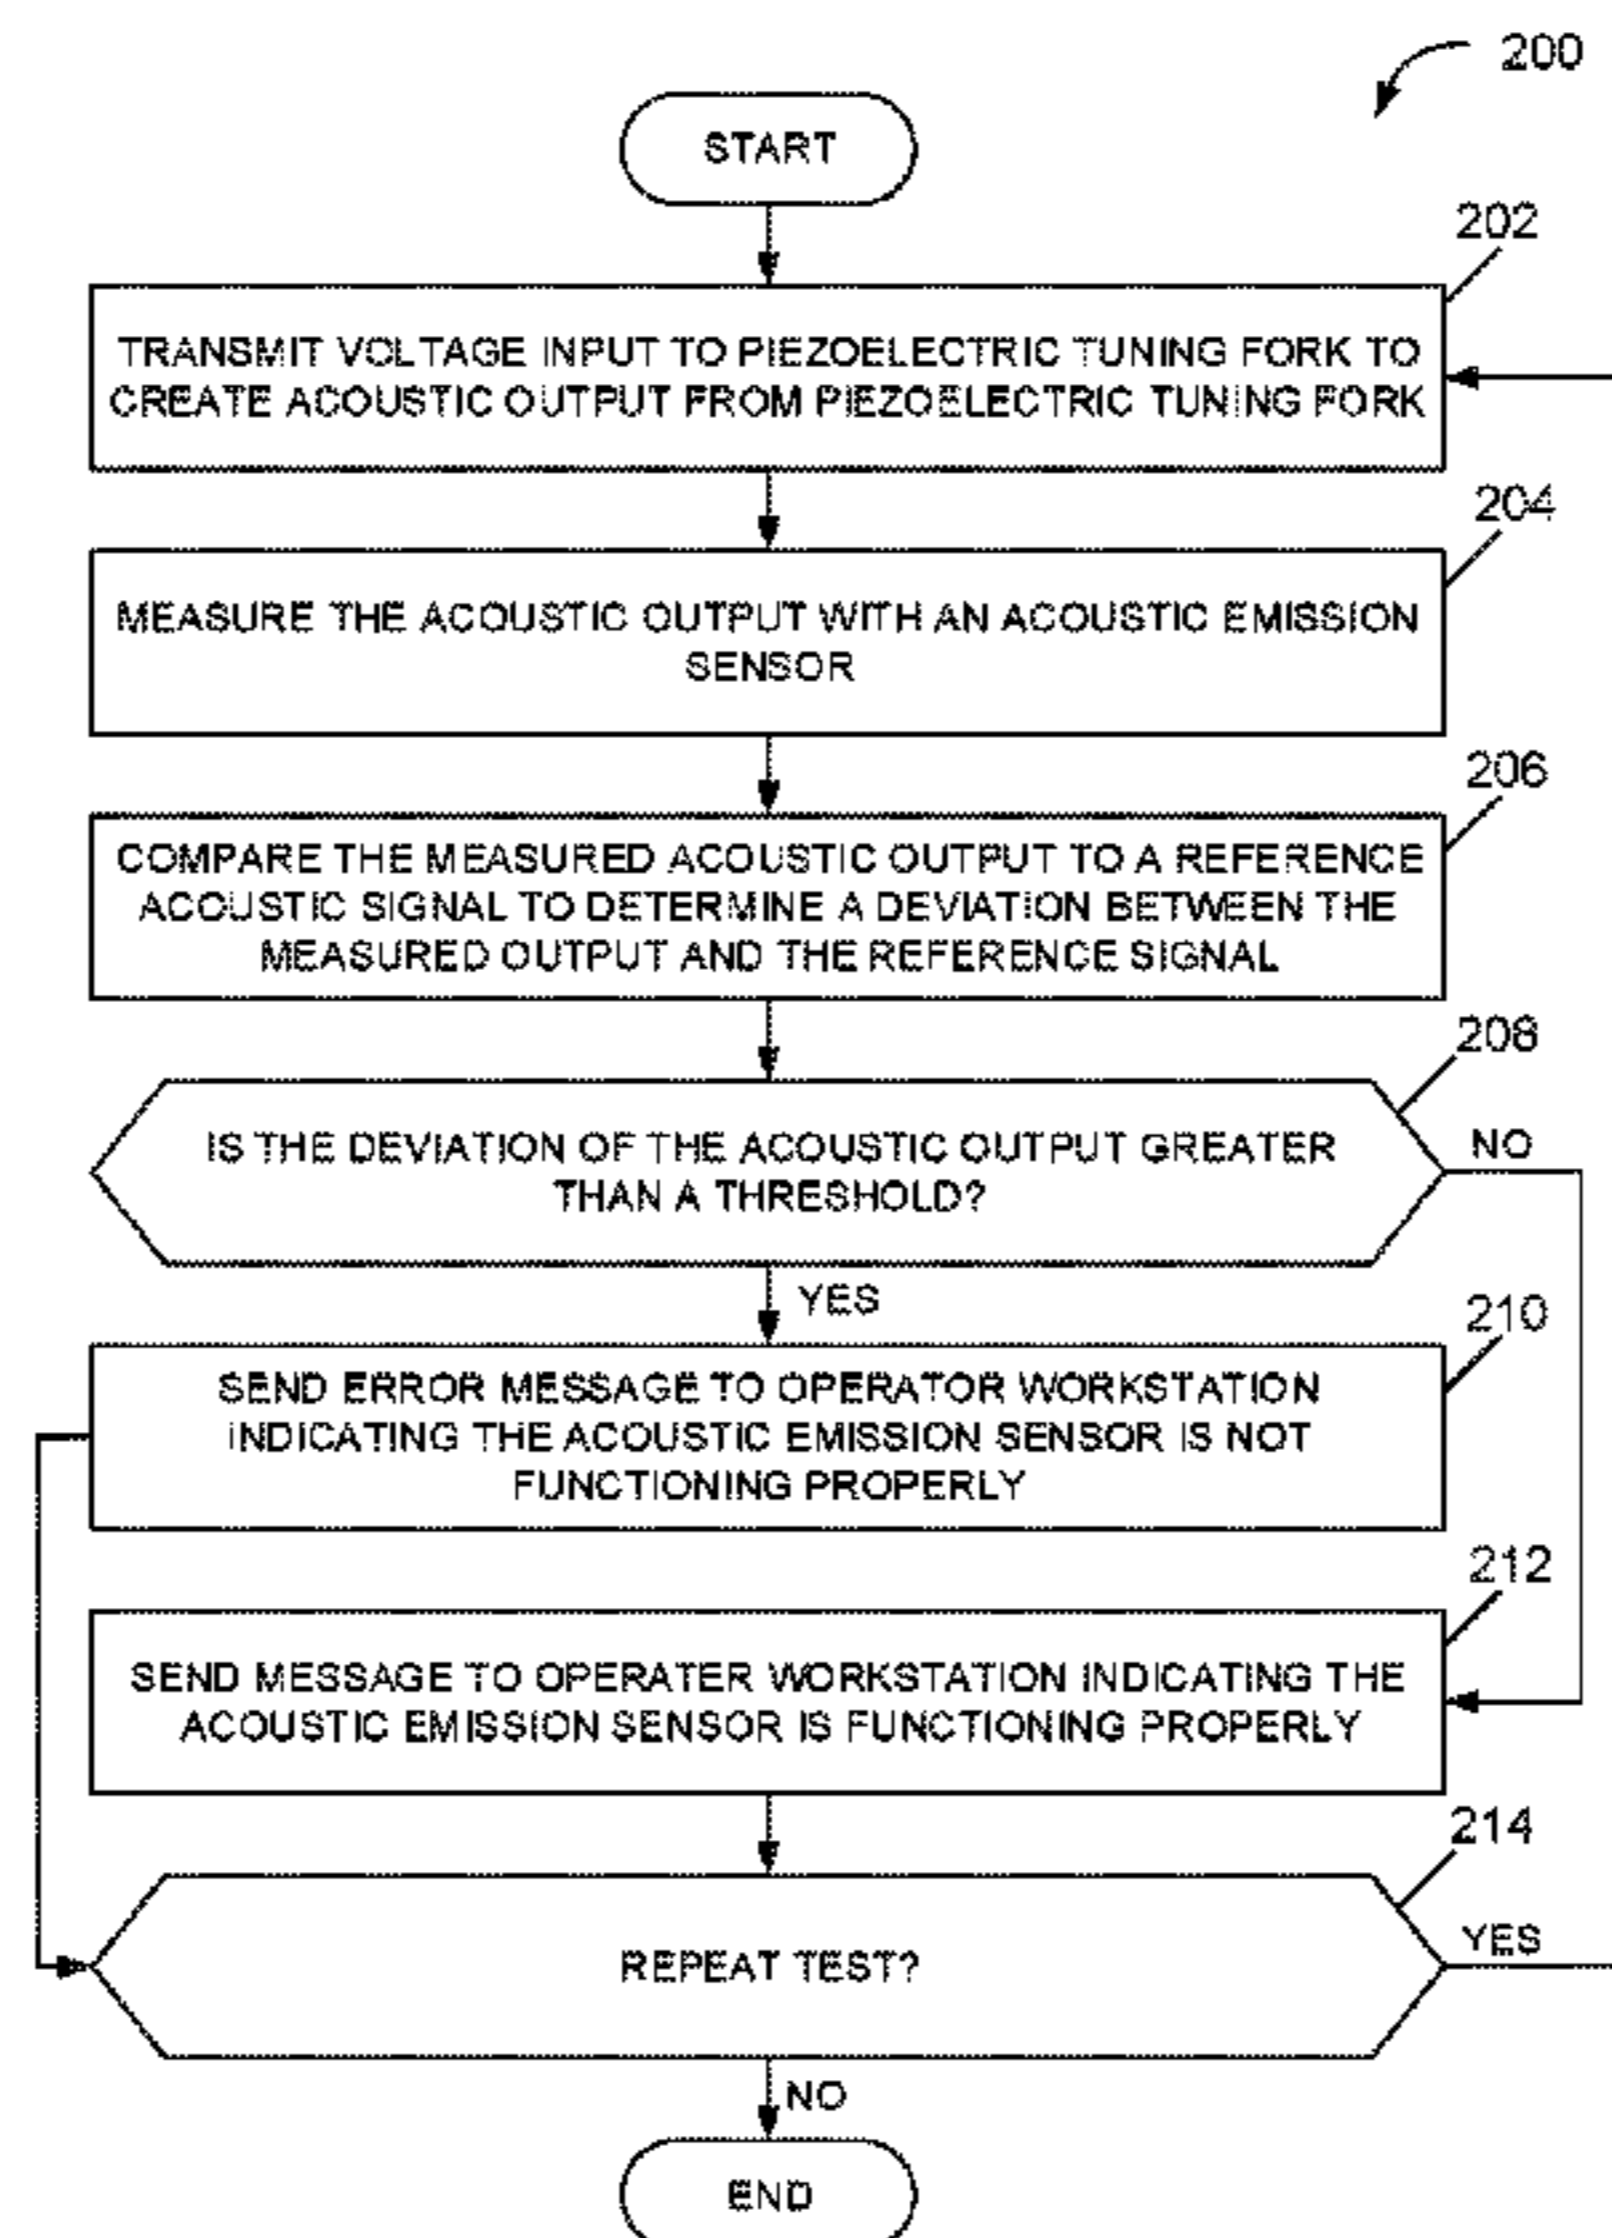 200
START
202
TRANSMIT VOLTAGE INPUT TO PIEZOELECTRIC TUNING FORK TO
CREATE ACOUSTIC OUTPUT FROM PIEZOELECTRIC TUNING FORK
204
MEASURE THE ACOUSTIC OUTPUT WITH AN ACOUSTIC EMISSION
SENSOR
206
COMPARE THE MEASURED ACOUSTIC OUTPUT TO A REFERENCE
ACOUSTIC SIGNAL TO DETERMINE A DEVIATION BETWEEN THE
MEASURED OUTPUT AND THE REFERENCE SIGNAL
208
IS THE DEVIATION OF THE ACOUSTIC OUTPUT GREATER
THAN A THRESHOLD?
NO
YES
210
SEND ERROR MESSAGE TO OPERATOR WORKSTATION
INDICATING THE ACOUSTIC EMISSION SENSOR IS NOT
FUNCTIONING PROPERLY
212
SEND MESSAGE TO OPERATER WORKSTATION INDICATING THE
ACOUSTIC EMISSION SENSOR IS FUNCTIONING PROPERLY
214
REPEAT TEST?
YES
NO
END